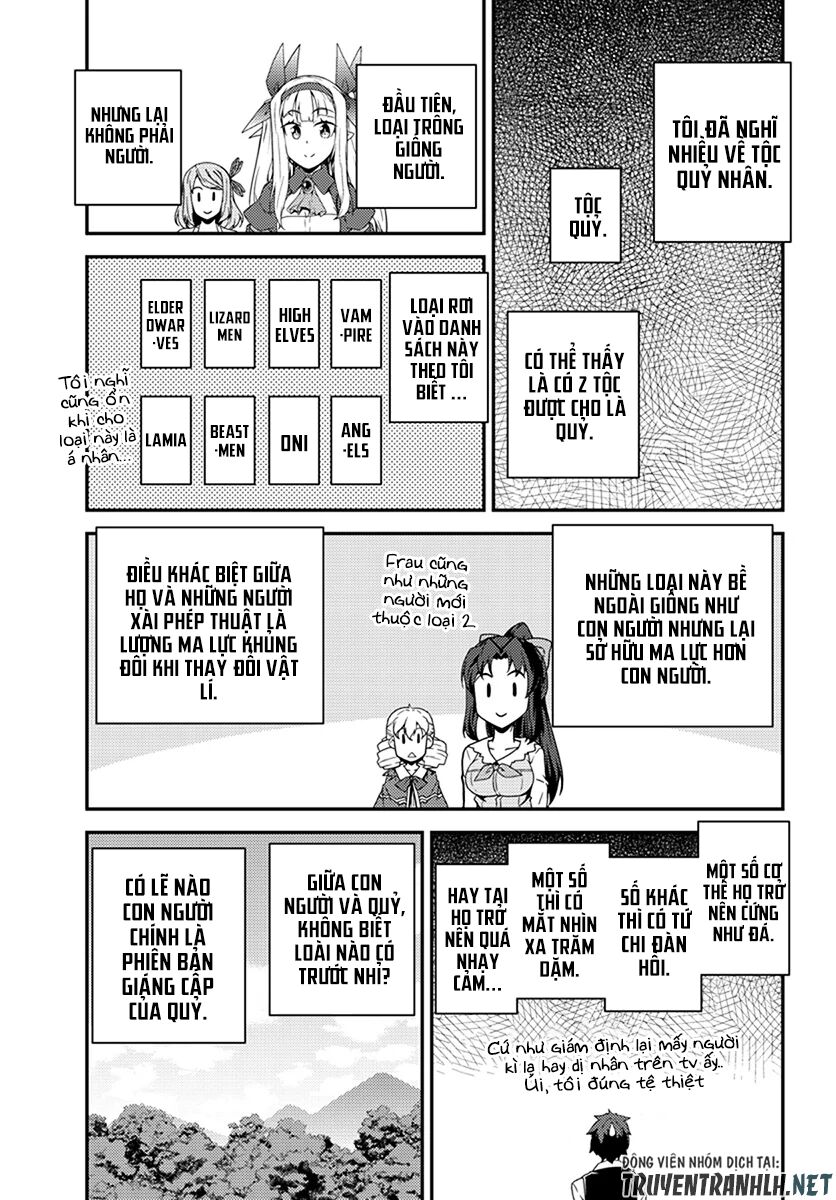 TÔI ĐÃ NGHĨ
NHIỀU VỀ TỘC
QUỶ NHÂN.
TỘC
QUỶ.
CÓ THỂ THẤY
LÀ CÓ 2 TỘC
ĐƯỢC CHO LÀ
QUỶ.
ĐẦU TIÊN,
LOẠI TRÔNG
GIỐNG
NGƯỜI.
NHƯNG LẠI
KHÔNG PHẢI
NGƯỜI.
LOẠI RƠI
VÀO DANH
SÁCH NÀY
THEO TÔI
BIẾT ...
VAM
-PIRE
HIGH
ELVES
LIZARD
MEN
ELDER
DWAR-
VES
ANG
-ELS
ONI
BEAST
-MEN
LAMIA
Tôi nghĩ
cũng ổn
khi cho
loại này là
á nhân...
NHỮNG LOẠI NÀY BỀ
NGOÀI GIỐNG NHƯ
CON NGƯỜI NHƯNG LẠI
SỞ HỮU MA LỰC HƠN
CON NGƯỜI.
Frau cũng
như những
người mới
thuộc loại 2.
ĐIỀU KHÁC BIỆT GIỮA
HỌ VÀ NHỮNG NGƯỜI
XÀI PHÉP THUẬT LÀ
LƯỢNG MA LỰC KHỦNG
ĐÔI KHI THAY ĐỔI VẬT
LÍ.
MỘT SỐ CƠ
THỂ HỌ TRỞ
NÊN CỨNG
NHƯ ĐÁ.
SỐ KHÁC
THÌ CÓ TỨ
CHI ĐÀN
HỒI.
MỘT SỐ
THÌ CÓ
MẮT NHÌN
XA TRĂM
DẶM.
HAY TAI
HỌ TRỞ
NÊN QUÁ
NHẠY
CẢM...
Cứ như giám định lại mấy người
kì lạ hay dị nhân trên tv ấy..
Ui, tôi đúng tệ thiệt
GIỮA CON
NGƯỜI VÀ QUỶ,
KHÔNG BIẾT
LOÀI NÀO CÓ
TRƯỚC NHỈ?
CÓ LẼ NÀO
CON NGƯỜI
CHÍNH LÀ
PHIÊN BẢN
GIÁNG CẤP
CỦA QUỶ.
ĐỘNG VIÊN NHÓM DỊCH TẠI:
TRUYENTRANHLH.NET